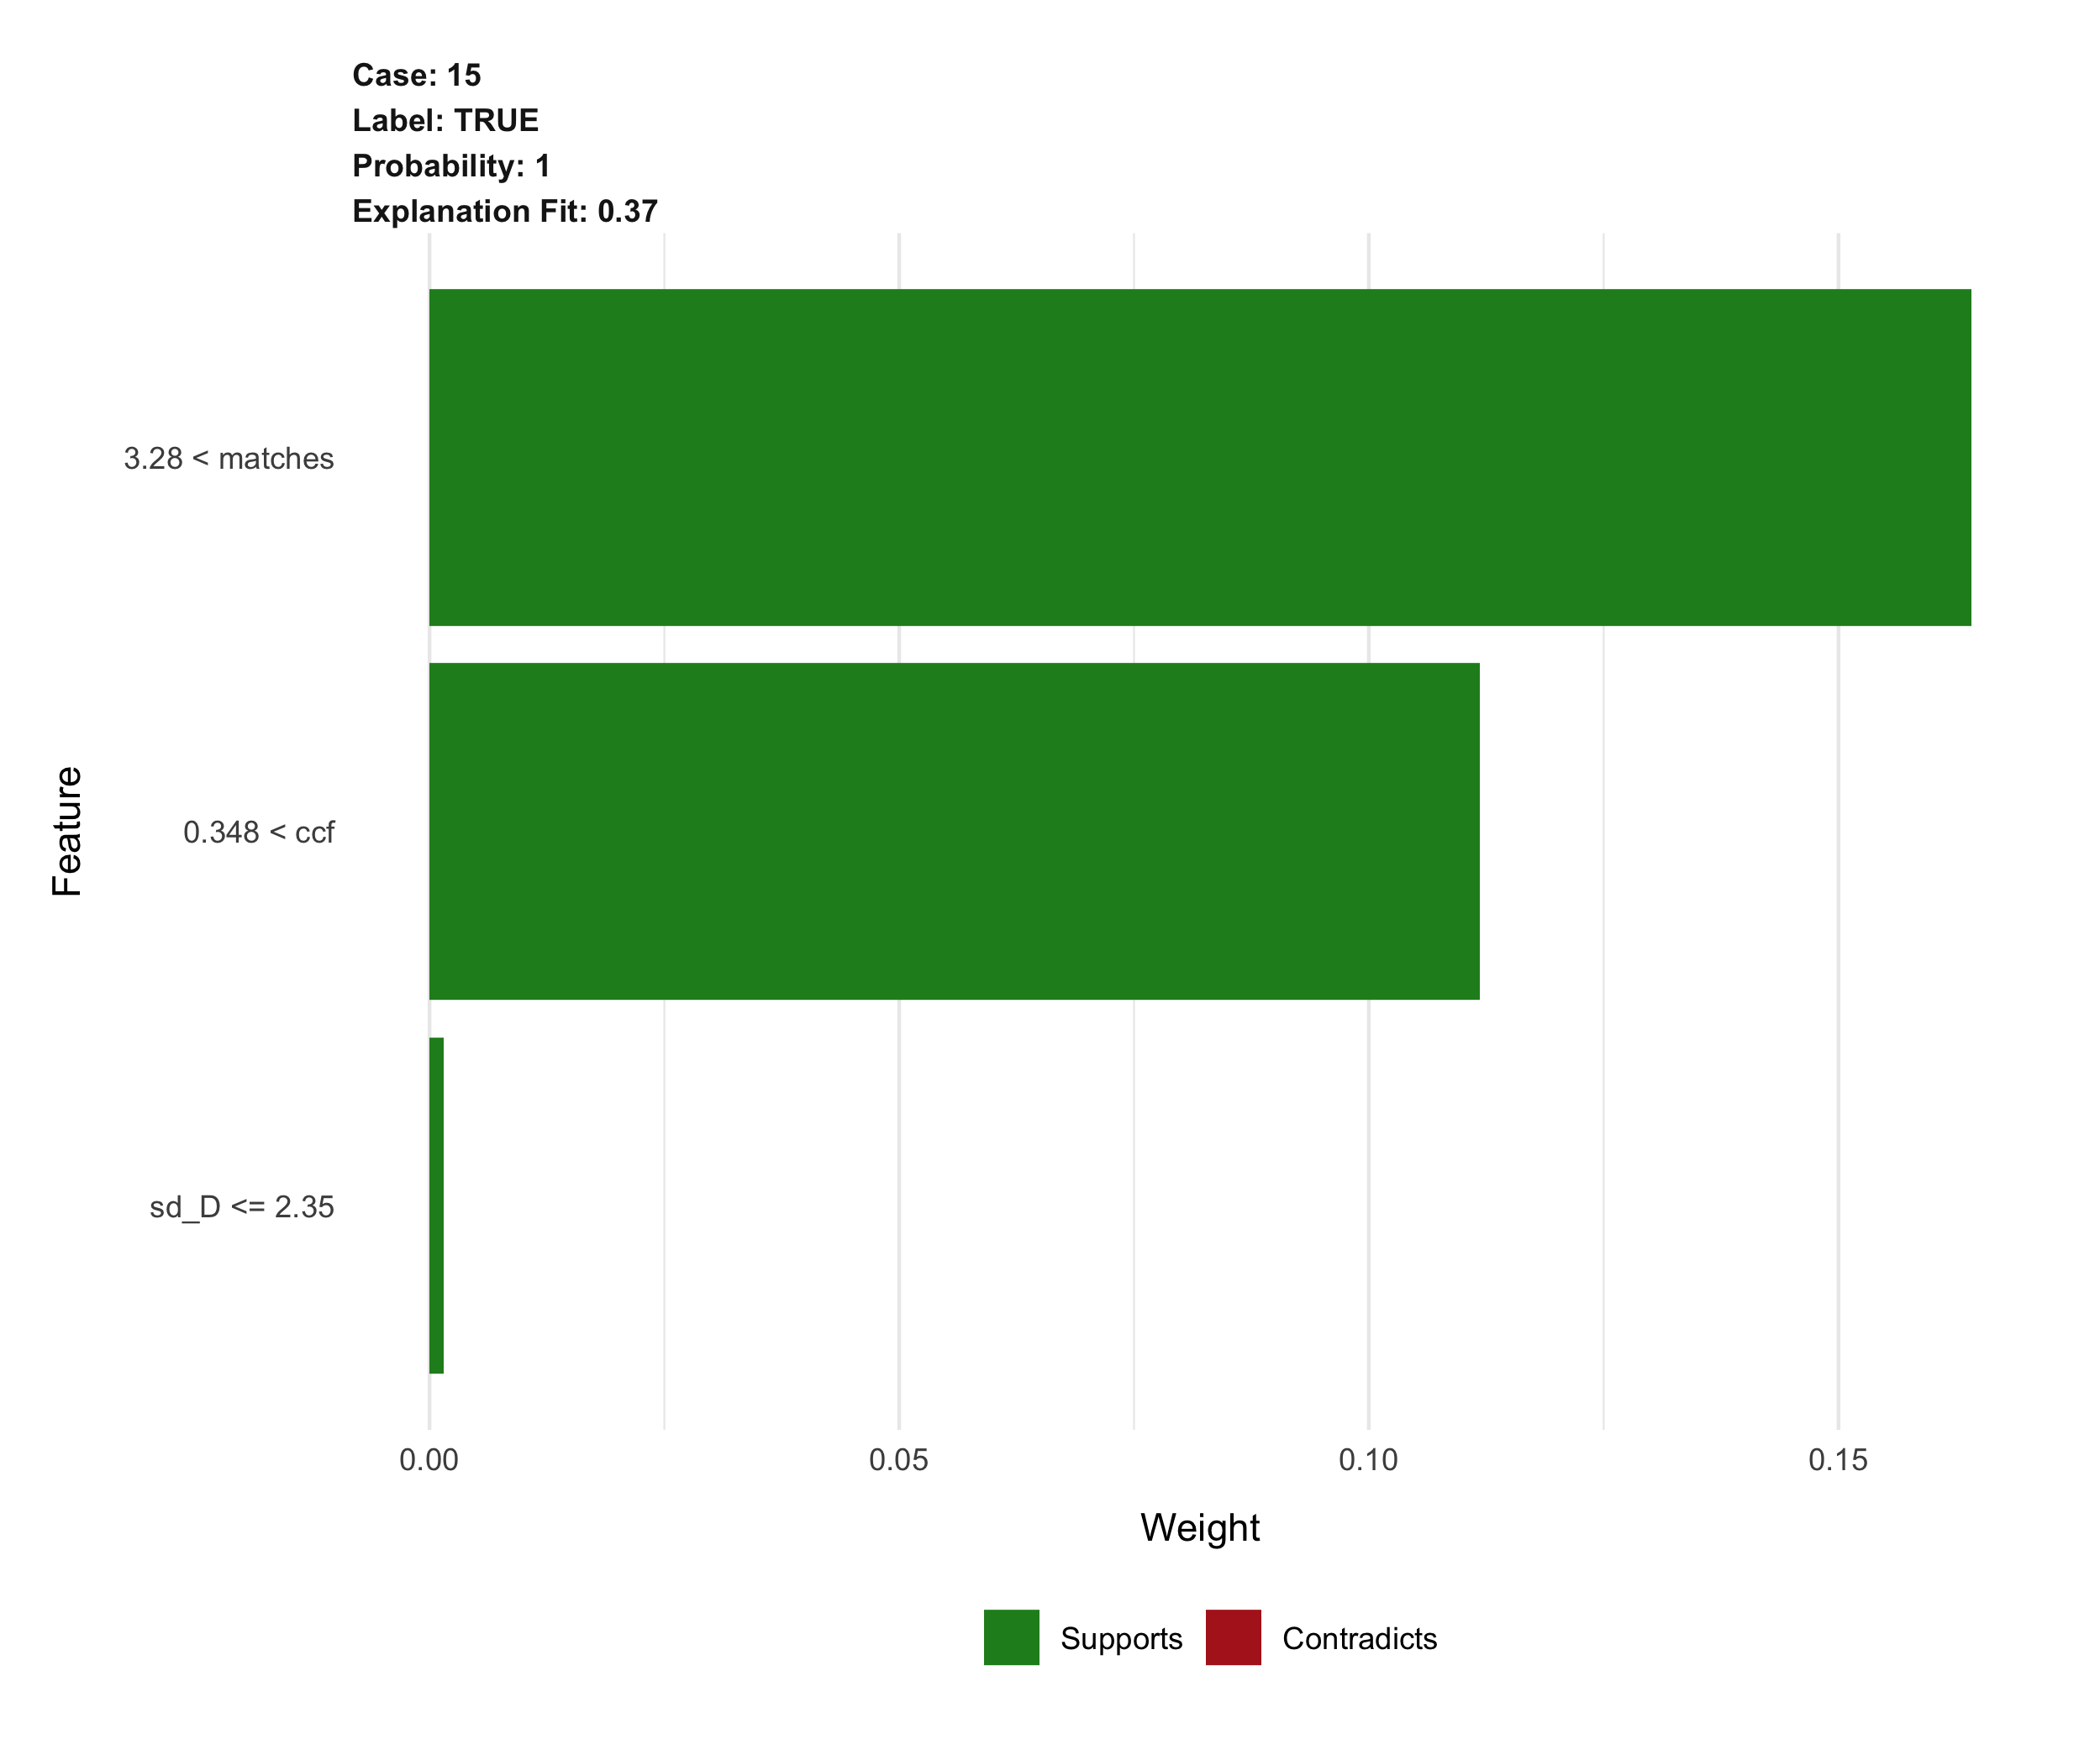 Case: 15
Label: TRUE
Probability: 1
Explanation Fit: 0.37
3.28 < matches
0.348 < ccf
sd_D <= 2.35
Feature
0.00 0.05 0.10 0.15
Weight
Supports Contradicts